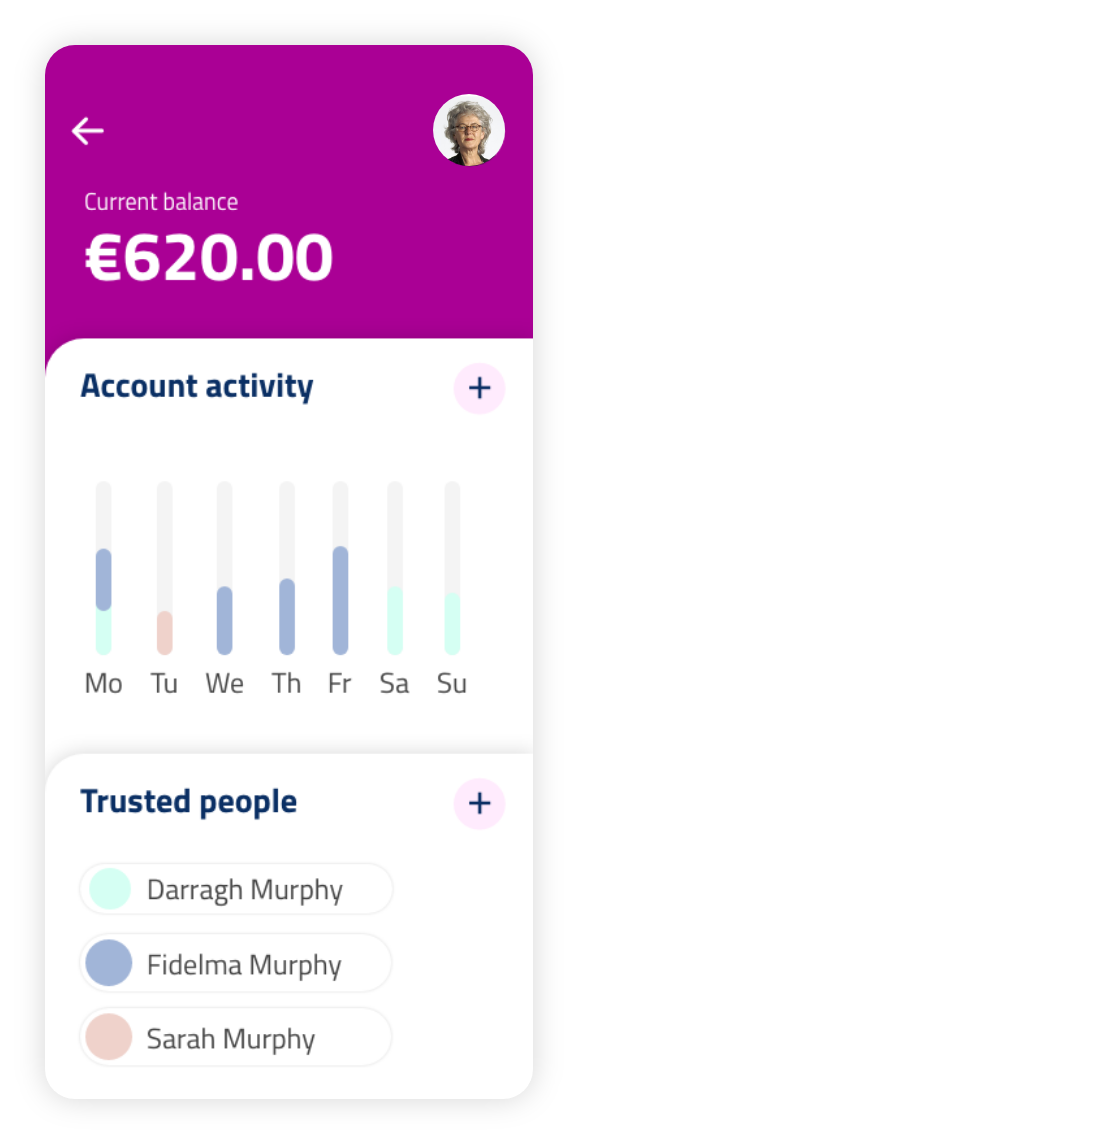 Current balance
€620.00
Account activity
+
Mo Tu We Th Fr Sa Su
Trusted people
+
Darragh Murphy
Fidelma Murphy
Sarah Murphy